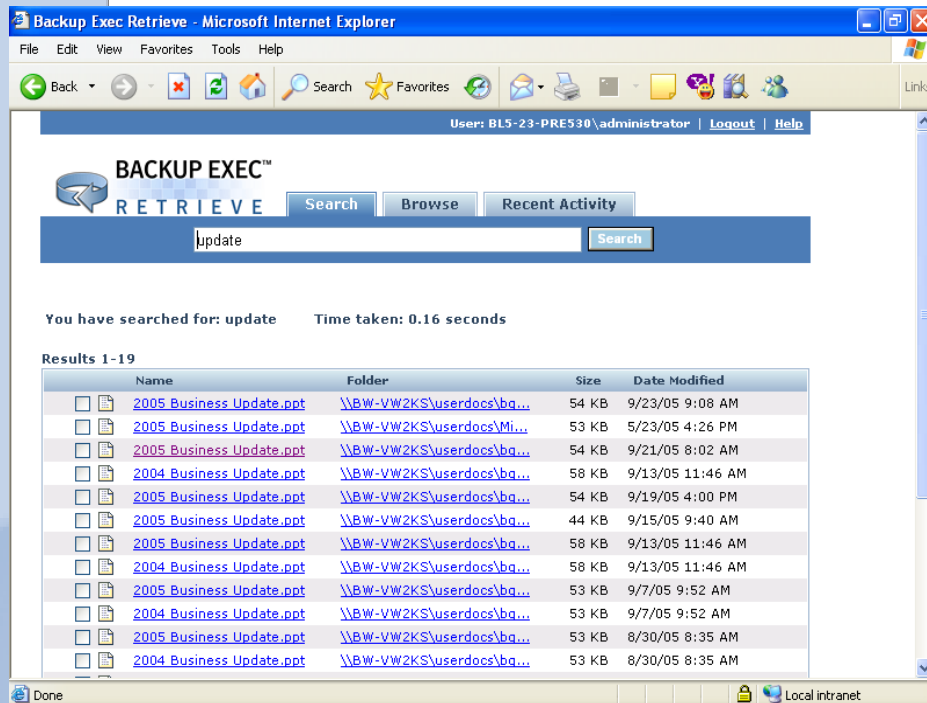 Backup Exec Retrieve - Microsoft Internet Explorer
File Edit View Favorites Tools Help
Back Search Favorites Links
User: BL5-23-PRE530\administrator | Logout | Help
BACKUP EXEC™
RETRIEVE Search Browse Recent Activity
update Search
You have searched for: update Time taken: 0.16 seconds
Results 1-19
Name Folder Size Date Modified
2005 Business Update.ppt \\BW-VW2KS\userdocs\bq... 54 KB 9/23/05 9:08 AM
2005 Business Update.ppt \\BW-VW2KS\userdocs\Mi... 53 KB 5/23/05 4:26 PM
2005 Business Update.ppt \\BW-VW2KS\userdocs\bq... 54 KB 9/21/05 8:02 AM
2004 Business Update.ppt \\BW-VW2KS\userdocs\bq... 58 KB 9/13/05 11:46 AM
2005 Business Update.ppt \\BW-VW2KS\userdocs\bq... 54 KB 9/19/05 4:00 PM
2005 Business Update.ppt \\BW-VW2KS\userdocs\bq... 44 KB 9/15/05 9:40 AM
2005 Business Update.ppt \\BW-VW2KS\userdocs\bq... 58 KB 9/13/05 11:46 AM
2004 Business Update.ppt \\BW-VW2KS\userdocs\bq... 58 KB 9/13/05 11:46 AM
2005 Business Update.ppt \\BW-VW2KS\userdocs\bq... 53 KB 9/7/05 9:52 AM
2004 Business Update.ppt \\BW-VW2KS\userdocs\bq... 53 KB 9/7/05 9:52 AM
2005 Business Update.ppt \\BW-VW2KS\userdocs\bq... 53 KB 8/30/05 8:35 AM
2004 Business Update.ppt \\BW-VW2KS\userdocs\bq... 53 KB 8/30/05 8:35 AM
Done Local intranet